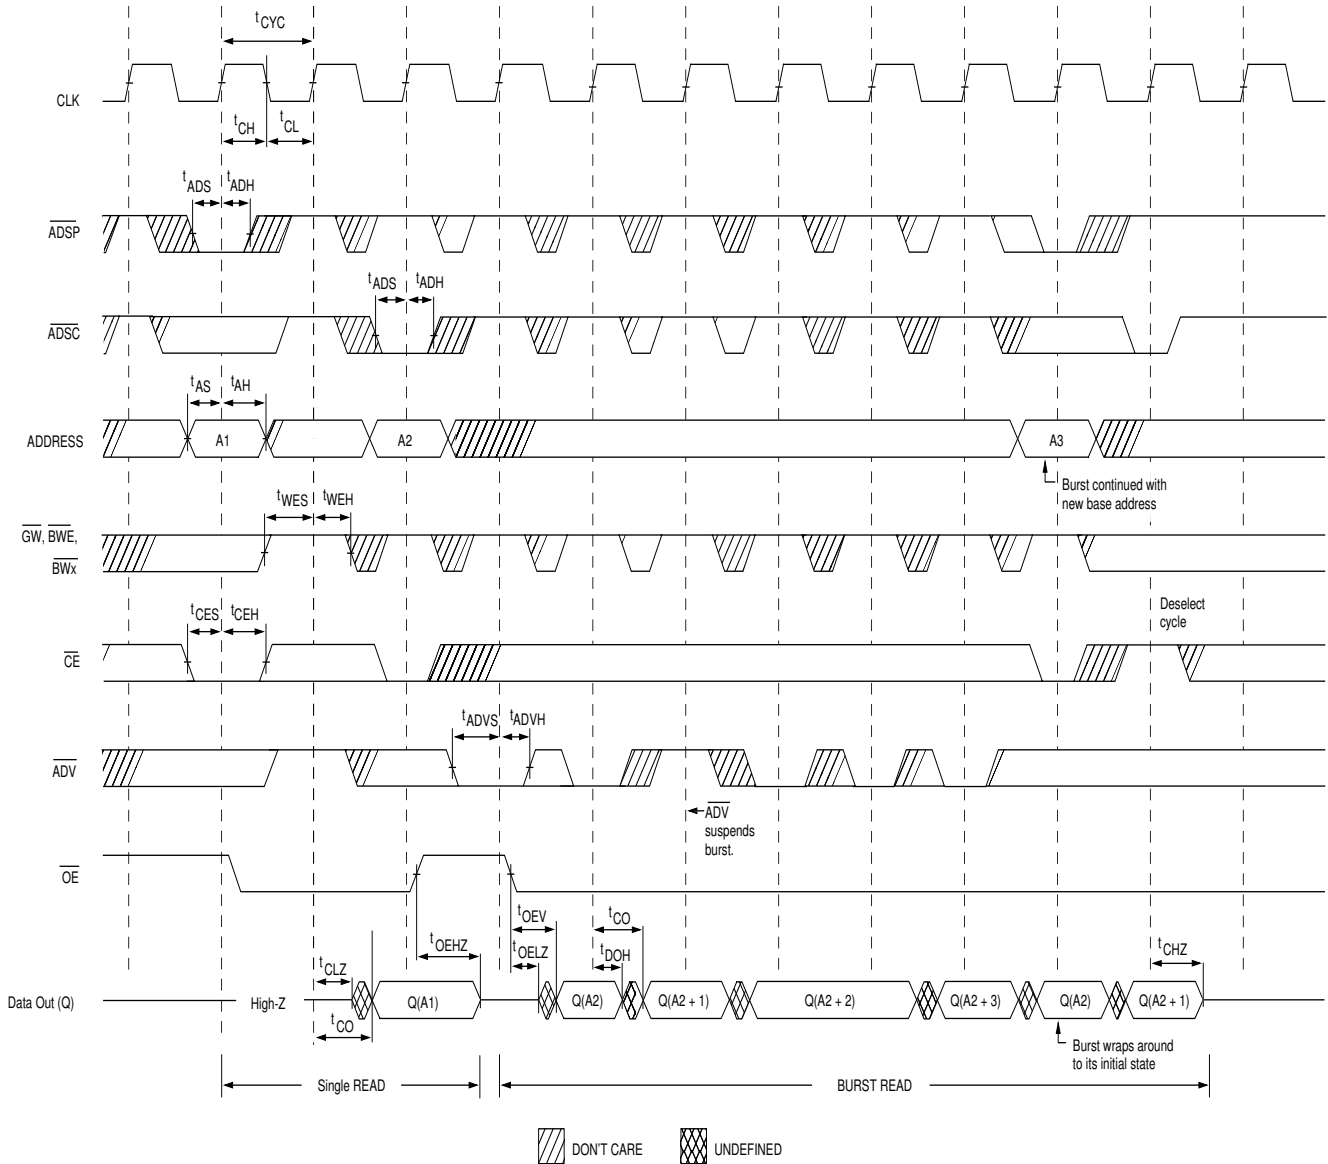 tCYC
CLK
tCH
tCL
tADS
tADH
ADSP
tADS
tADH
ADSC
tAS
tAH
ADDRESS
A1
A2
A3
Burst continued with
new base address
tWES
tWEH
GW, BWE,
BWx
tCES
tCEH
Deselect
cycle
CE
tADVS
tADVH
ADV
ADV
suspends
burst.
OE
tOEV
tCO
tOEHZ
tOELZ
tDOH
tCHZ
tCLZ
Data Out (Q)
High-Z
Q(A1)
Q(A2)
Q(A2 + 1)
Q(A2 + 2)
Q(A2 + 3)
Q(A2)
Q(A2 + 1)
tCO
Burst wraps around
to its initial state
Single READ
BURST READ
DON'T CARE
UNDEFINED